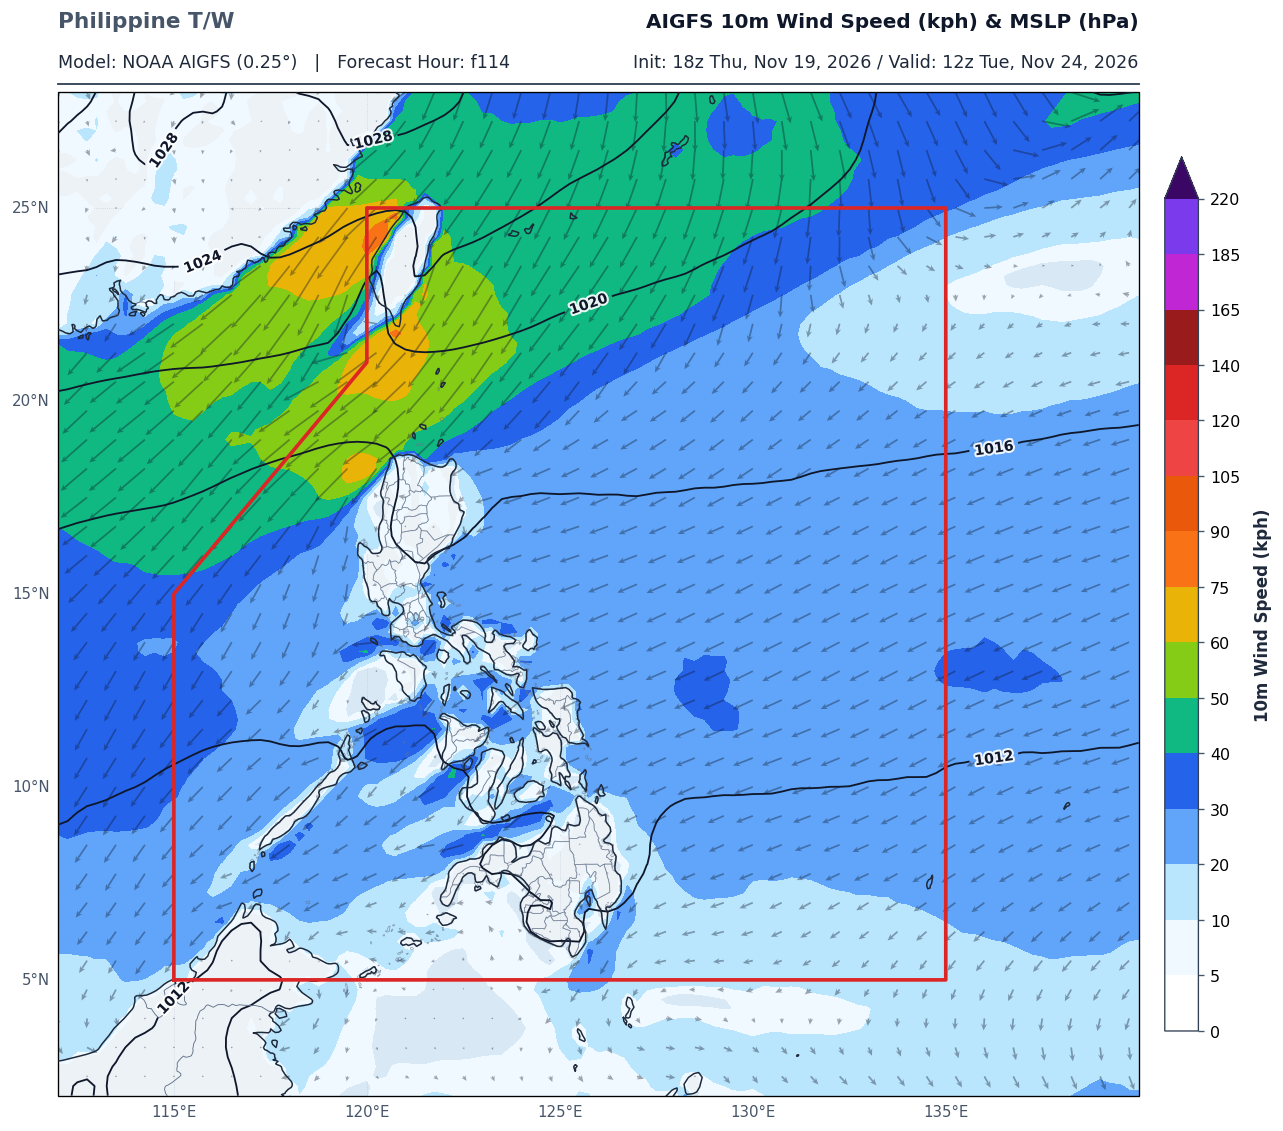 Philippine T/W
AIGFS 10m Wind Speed (kph) & MSLP (hPa)
Model: NOAA AIGFS (0.25°) | Forecast Hour: f114
Init: 18z Thu, Nov 19, 2026 / Valid: 12z Tue, Nov 24, 2026
1028
1028
1024
1020
1016
1012
1012
25°N
20°N
15°N
10°N
5°N
115°E
120°E
125°E
130°E
135°E
220
185
165
140
120
105
90
75
60
50
40
30
20
10
5
0
10m Wind Speed (kph)